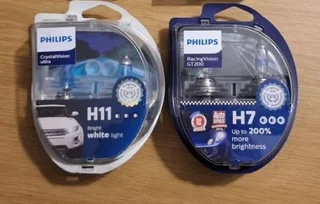 PHILIPS
CrystalVision
ultra
H11
Bright
white light
PHILIPS
RacingVision
GT200
H7
Up to 200%
more
brightness